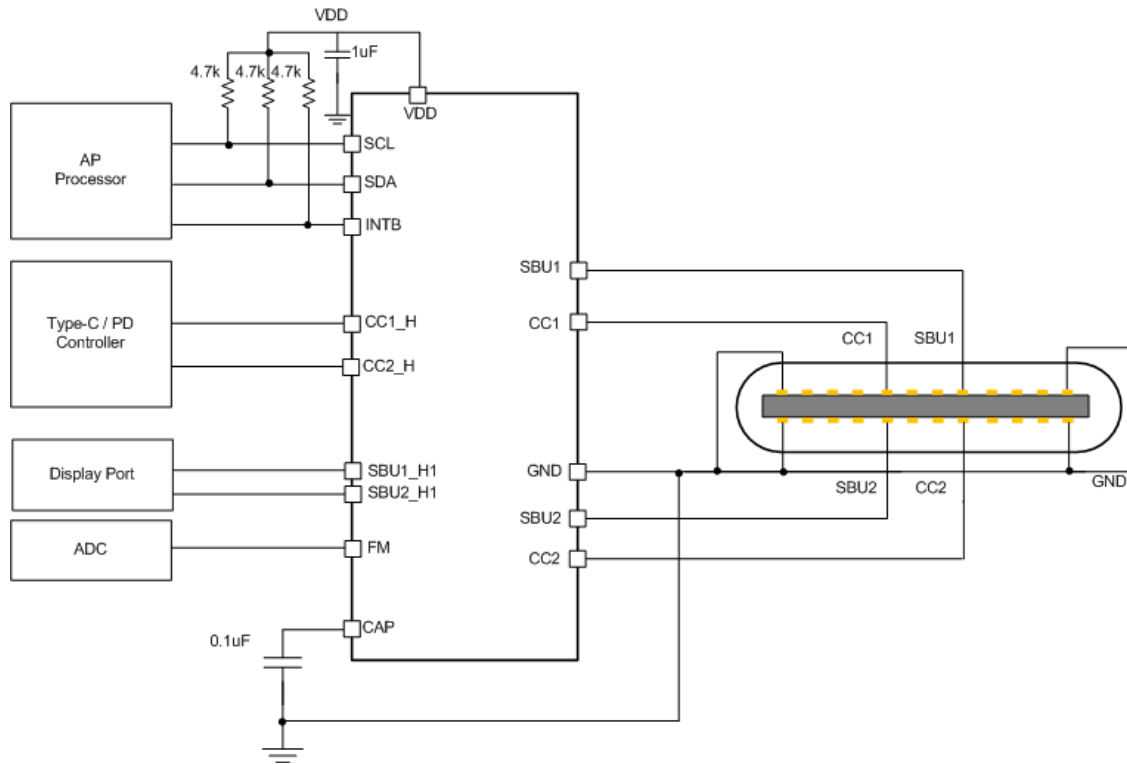 VDD
1uF
4.7k 4.7k 4.7k
VDD
AP
Processor
SCL
SDA
INTB
Type-C / PD
Controller
CC1_H
CC2_H
SBU1
CC1
CC1
SBU1
Display Port
SBU1_H1
SBU2_H1
ADC
FM
GND
SBU2
CC2
SBU2
CC2
GND
CAP
0.1uF